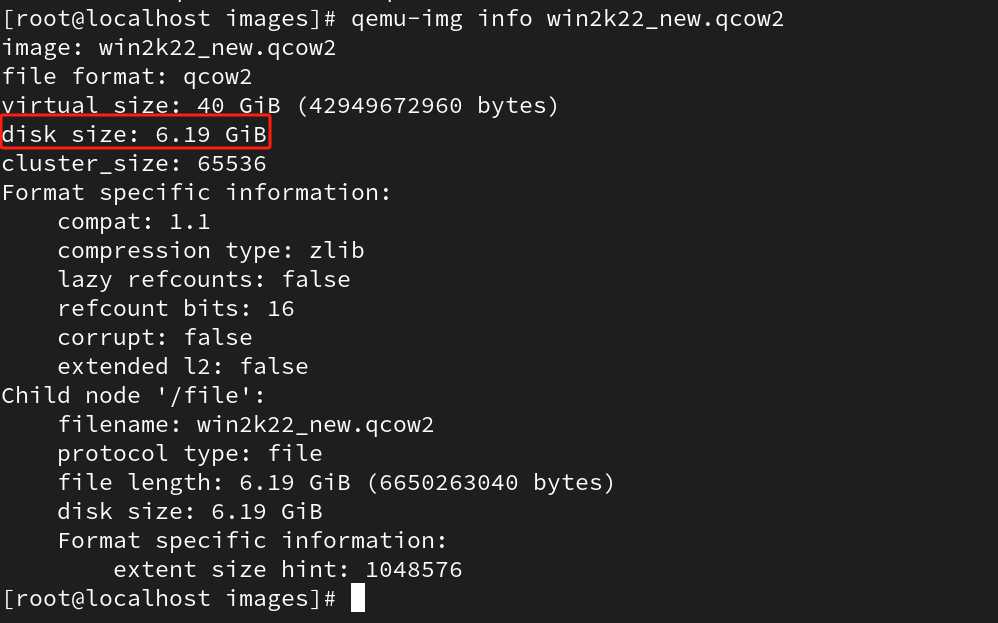 [root@localhost images]# qemu-img info win2k22_new.qcow2
image: win2k22_new.qcow2
file format: qcow2
virtual size: 40 GiB (42949672960 bytes)
disk size: 6.19 GiB
cluster_size: 65536
Format specific information:
    compat: 1.1
    compression type: zlib
    lazy refcounts: false
    refcount bits: 16
    corrupt: false
    extended l2: false
Child node '/file':
    filename: win2k22_new.qcow2
    protocol type: file
    file length: 6.19 GiB (6650263040 bytes)
    disk size: 6.19 GiB
    Format specific information:
        extent size hint: 1048576
[root@localhost images]#